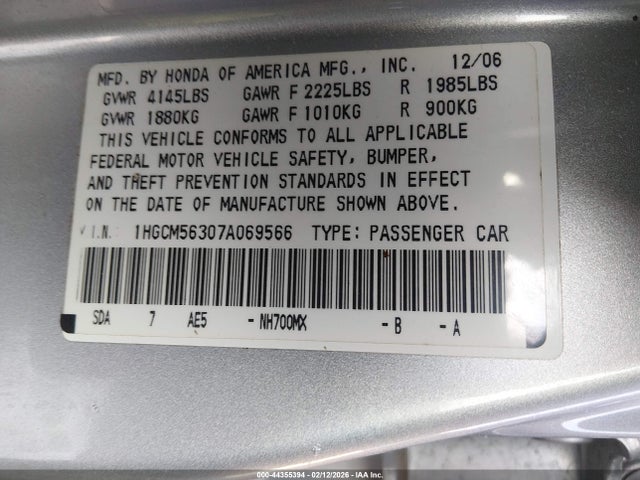 MFD. BY HONDA OF AMERICA MFG., INC. 12/06
GVWR 4145LBS GAWR F 2225LBS R 1985LBS
GVWR 1880KG GAWR F 1010KG R 900KG
THIS VEHICLE CONFORMS TO ALL APPLICABLE
FEDERAL MOTOR VEHICLE SAFETY, BUMPER,
AND THEFT PREVENTION STANDARDS IN EFFECT
ON THE DATE OF MANUFACTURE SHOWN ABOVE.
V.I.N.: 1HGCM56307A069566 TYPE: PASSENGER CAR
SDA 7 AE5 - NH700MX - B - A
000-44355394 - 02/12/2026 - IAA Inc.